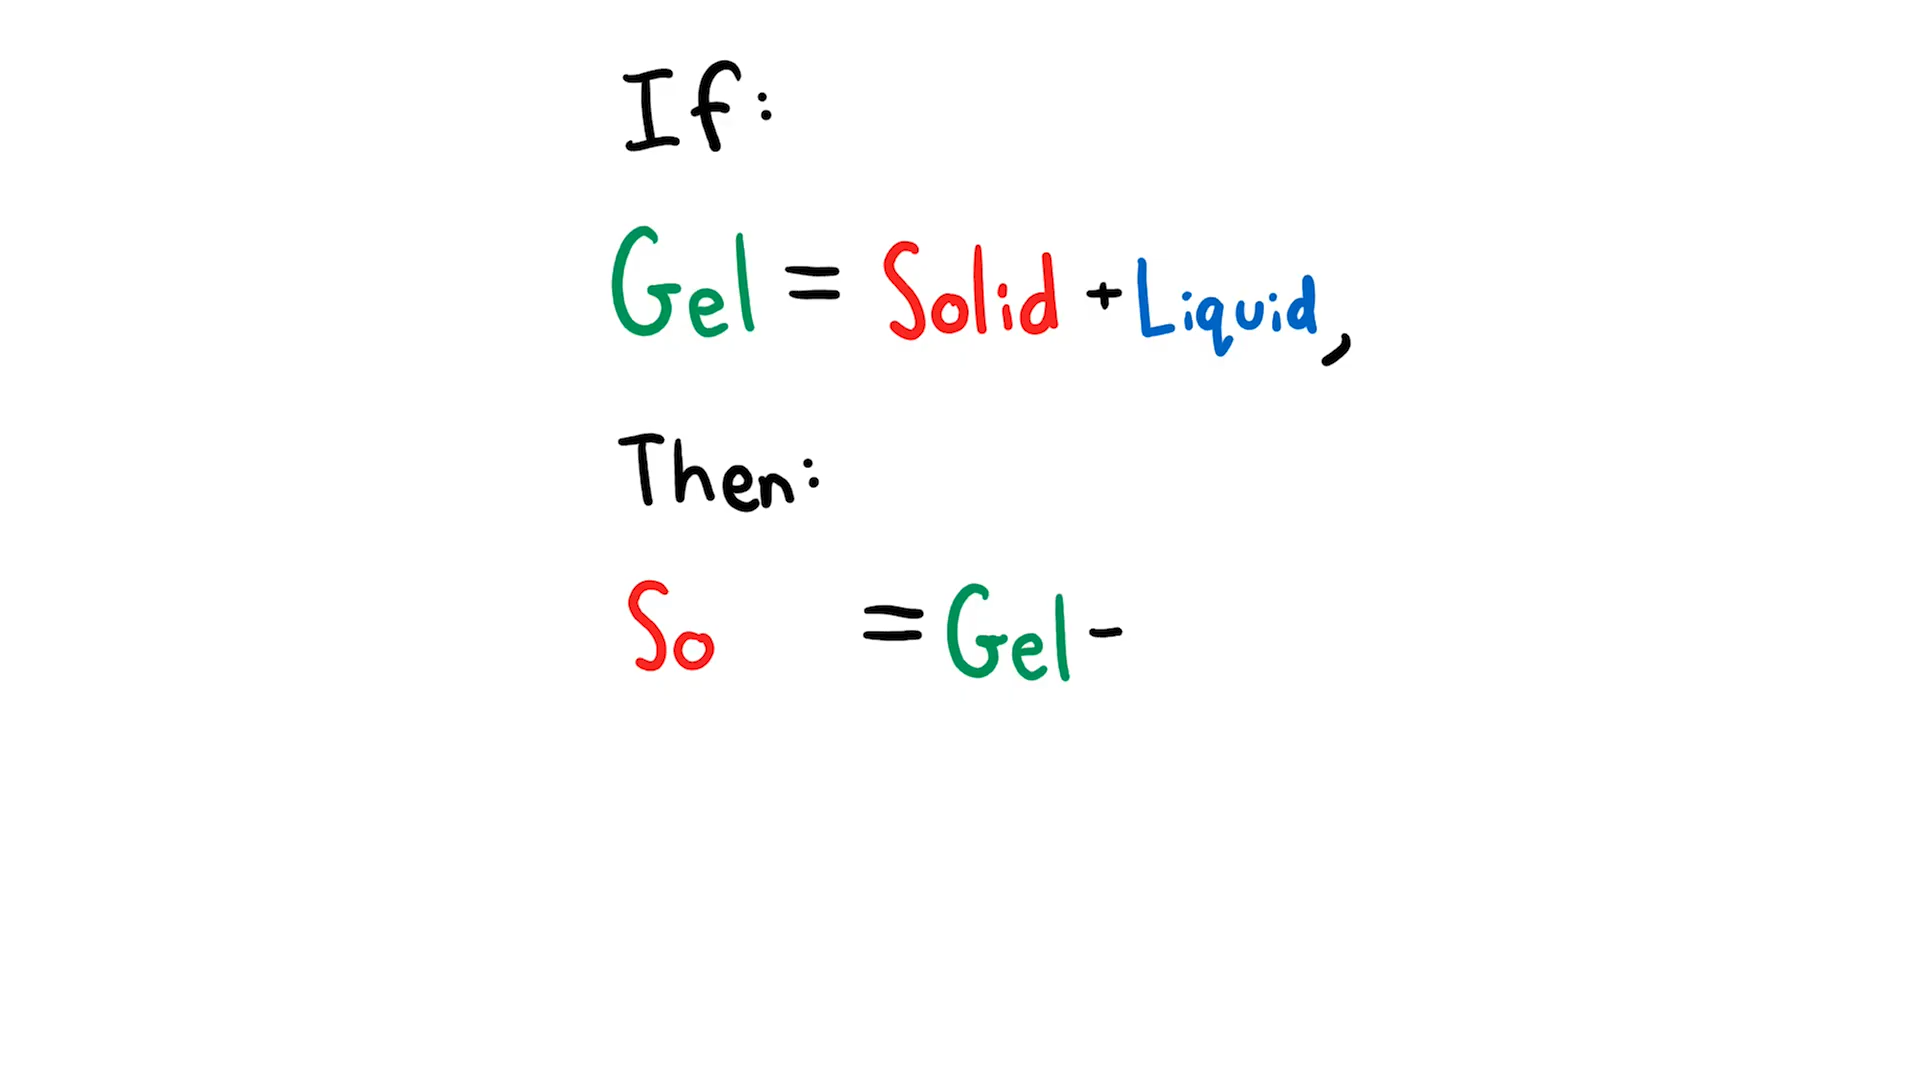 If:
Gel = Solid + Liquid,
Then:
So = Gel -